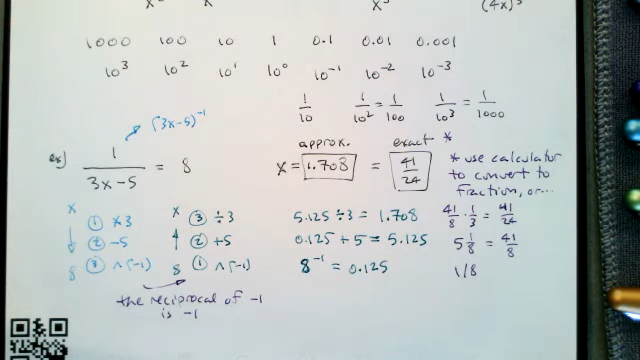 1000 100 10 1 0.1 0.01 0.001
10³ 10² 10¹ 10⁰ 10⁻¹ 10⁻² 10⁻³
1/10 1/10² = 1/100 1/10³ = 1/1000
(3x-5)⁻¹
ex) 1/(3x-5) = 8
approx. exact *
x = 1.708 = 41/24
* use calculator
to convert to
fraction, or...
x ① *3 x ③ ÷3 5.125 ÷ 3 = 1.708 41/8 · 1/3 = 41/24
↓ ② -5 ↑ ② +5 0.125 + 5 = 5.125 5 1/8 = 41/8
8 ③ ^(-1) 8 ① ^(-1) 8⁻¹ = 0.125 1/8
the reciprocal of -1
is -1